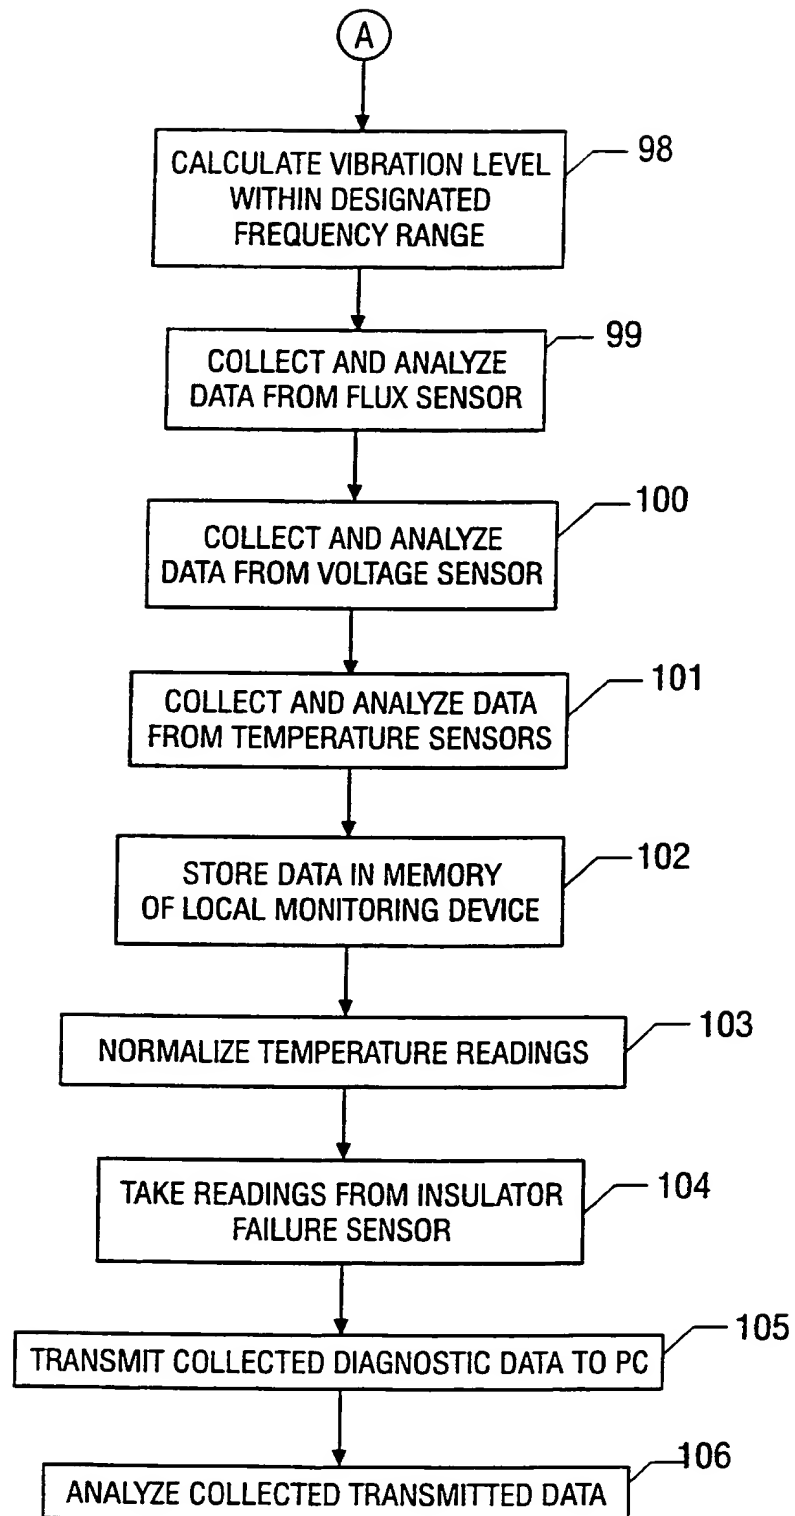 A
CALCULATE VIBRATION LEVEL
WITHIN DESIGNATED
FREQUENCY RANGE
98
COLLECT AND ANALYZE
DATA FROM FLUX SENSOR
99
COLLECT AND ANALYZE
DATA FROM VOLTAGE SENSOR
100
COLLECT AND ANALYZE DATA
FROM TEMPERATURE SENSORS
101
STORE DATA IN MEMORY
OF LOCAL MONITORING DEVICE
102
NORMALIZE TEMPERATURE READINGS
103
TAKE READINGS FROM INSULATOR
FAILURE SENSOR
104
TRANSMIT COLLECTED DIAGNOSTIC DATA TO PC
105
ANALYZE COLLECTED TRANSMITTED DATA
106